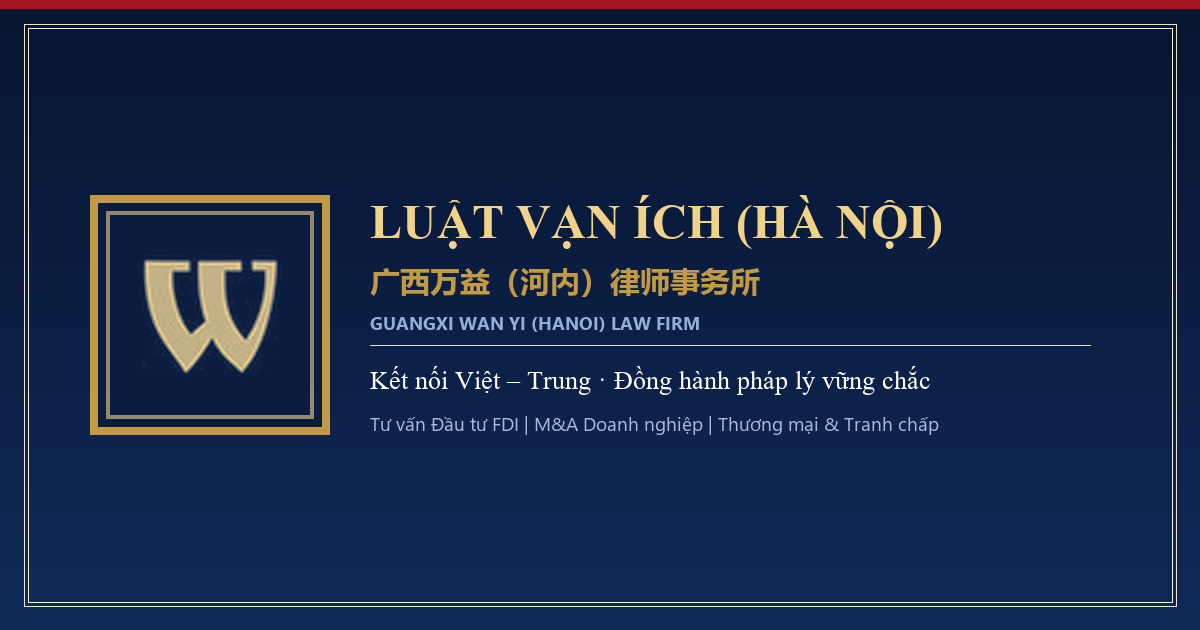 W
LUẬT VẠN ÍCH (HÀ NỘI)
广西万益（河内）律师事务所
GUANGXI WAN YI (HANOI) LAW FIRM
Kết nối Việt – Trung · Đồng hành pháp lý vững chắc
Tư vấn Đầu tư FDI | M&A Doanh nghiệp | Thương mại & Tranh chấp